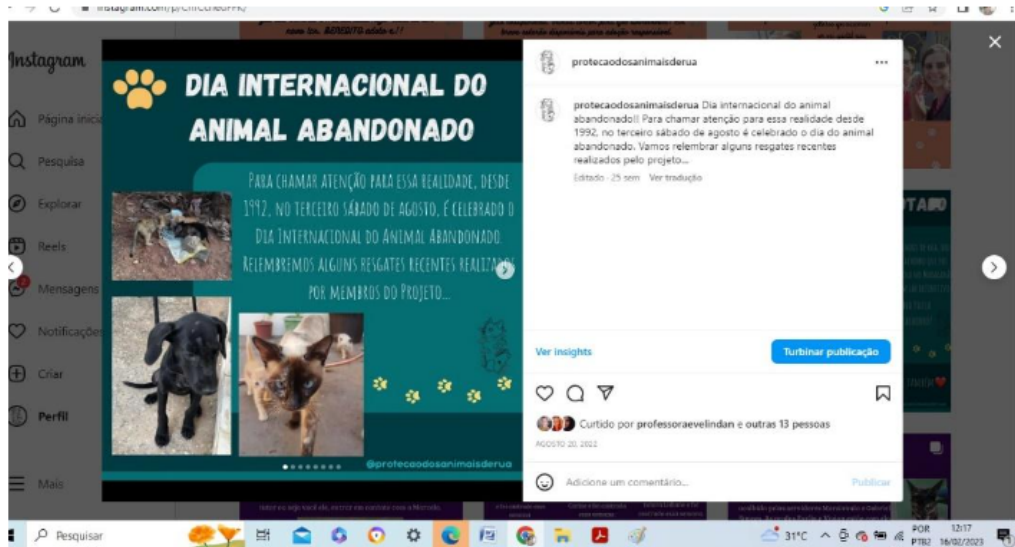 Instagram
Página inicia
Pesquisa
Explorar
Reels
2
Mensagens
Notificações
Criar
Perfil
Mais
DIA INTERNACIONAL DO
ANIMAL ABANDONADO
PARA CHAMAR ATENÇÃO PARA ESSA REALIDADE, DESDE
1992, NO TERCEIRO SÁBADO DE AGOSTO, É CELEBRADO O
DIA INTERNACIONAL DO ANIMAL ABANDONADO
RELEMBREMOS ALGUNS RESGATES RECENTES REALIZADOS
POR MEMBROS DO PROJETO...
@protecaodosanimaisderua
protecaodosanimaisderua
protecaodosanimaisderua Dia internacional do animal
abandonado!! Para chamar atenção para essa realidade desde
1992, no terceiro sábado de agosto é celebrado o dia do animal
abandonado. Vamos relembrar alguns resgates recentes
realizados pelo projeto...
Editado · 25 sem Ver tradução
Ver insights
Turbinar publicação
Curtido por professoraevelindan e outras 13 pessoas
AGOSTO 20, 2022
Adicione um comentário...
Publicar
Pesquisar
31°C
POR
PTB2
12:17
16/02/2023